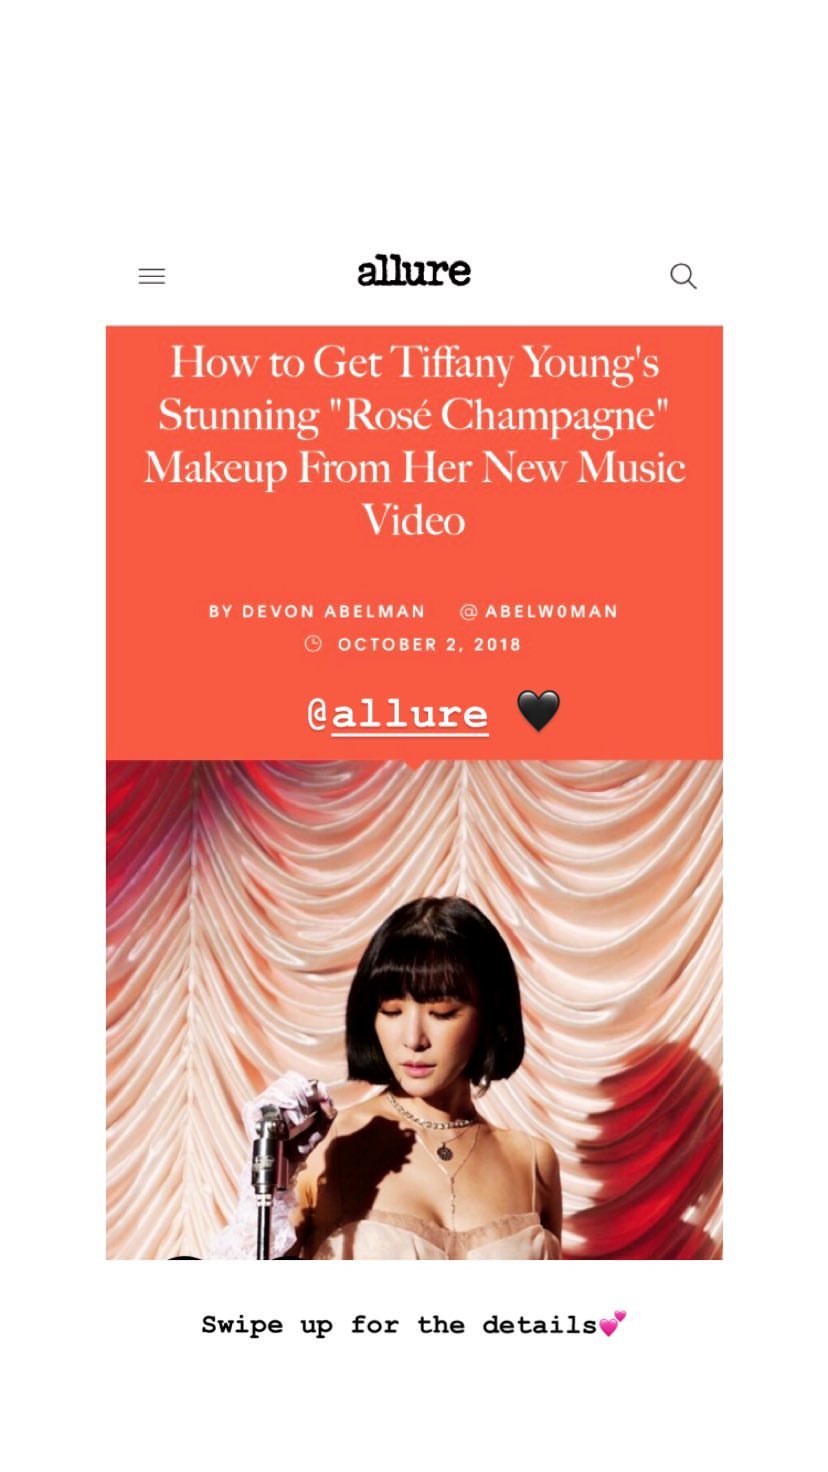 allure
How to Get Tiffany Young's
Stunning "Rosé Champagne"
Makeup From Her New Music
Video
BY DEVON ABELMAN @ABELW0MAN
OCTOBER 2, 2018
@allure 🖤
Swipe up for the details💕